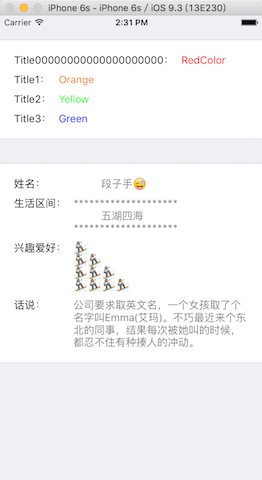 iPhone 6s - iPhone 6s / iOS 9.3 (13E230)
Carrier 2:31 PM
Title00000000000000000000： RedColor
Title1： Orange
Title2： Yellow
Title3： Green
姓名： 段子手😅
生活区间： ********************
五湖四海
********************
兴趣爱好： 🏂
🏂🏂
🏂🏂🏂
🏂🏂🏂🏂
话说： 公司要求取英文名，一个女孩取了个
名字叫Emma(艾玛)。不巧最近来个东
北的同事，结果每次被她叫的时候，
都忍不住有种揍人的冲动。